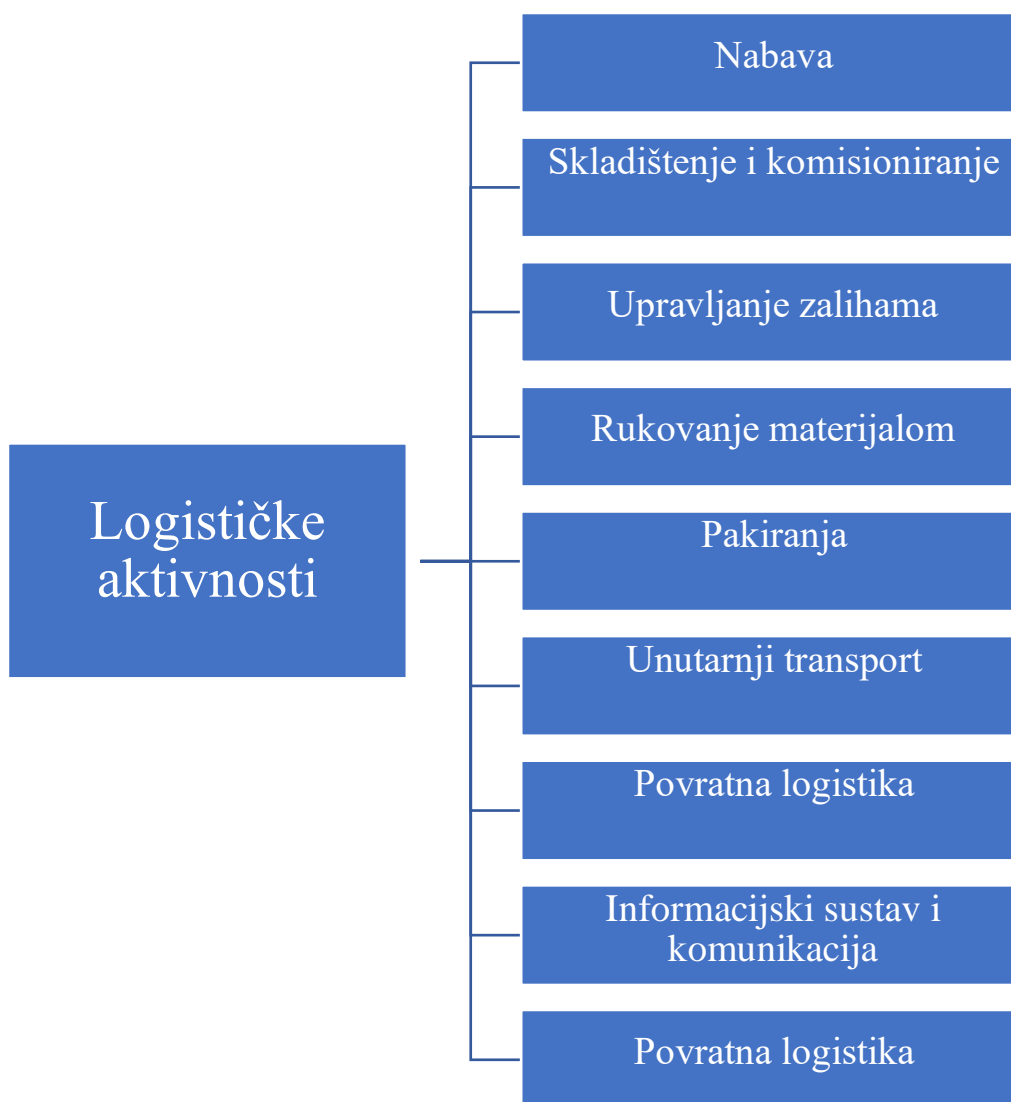 Nabava
Skladištenje i komisioniranje
Upravljanje zalihama
Rukovanje materijalom
Logističke
aktivnosti
Pakiranja
Unutarnji transport
Povratna logistika
Informacijski sustav i
komunikacija
Povratna logistika